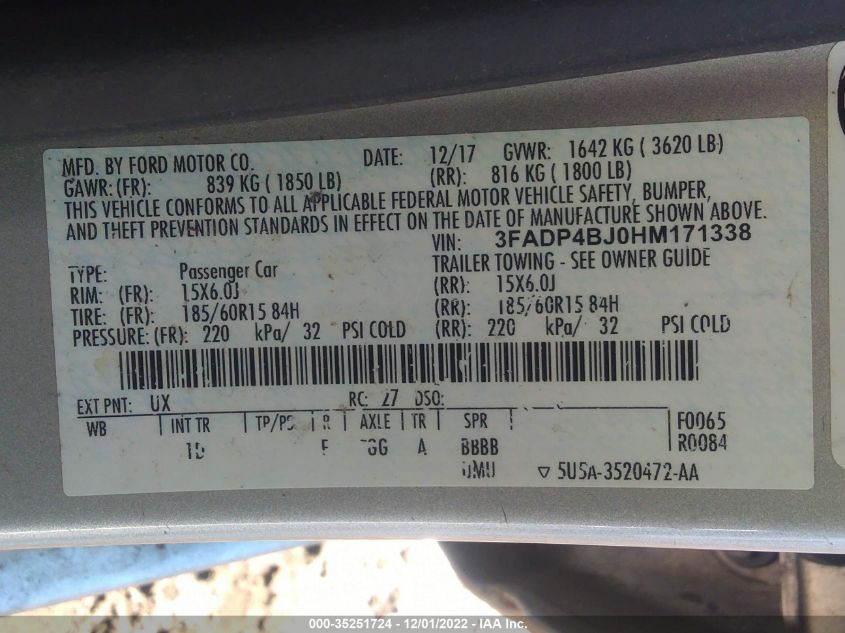 MFD. BY FORD MOTOR CO. DATE: 12/17 GVWR: 1642 KG ( 3620 LB)
GAWR: (FR): 839 KG ( 1850 LB) (RR): 816 KG ( 1800 LB)
THIS VEHICLE CONFORMS TO ALL APPLICABLE FEDERAL MOTOR VEHICLE SAFETY, BUMPER,
AND THEFT PREVENTION STANDARDS IN EFFECT ON THE DATE OF MANUFACTURE SHOWN ABOVE.
VIN: 3FADP4BJ0HM171338
TYPE: Passenger Car TRAILER TOWING - SEE OWNER GUIDE
RIM: (FR): 15X6.0J (RR): 15X6.0J
TIRE: (FR): 185/60R15 84H (RR): 185/60R15 84H
PRESSURE: (FR): 220 kPa/ 32 PSI COLD (RR): 220 kPa/ 32 PSI COLD
EXT PNT: UX RC: 27 DSO:
WB INT TR TP/PS R AXLE TR SPR F0065
A BBBB R0084
5U5A-3520472-AA
000-35251724 - 12/01/2022 - IAA Inc.